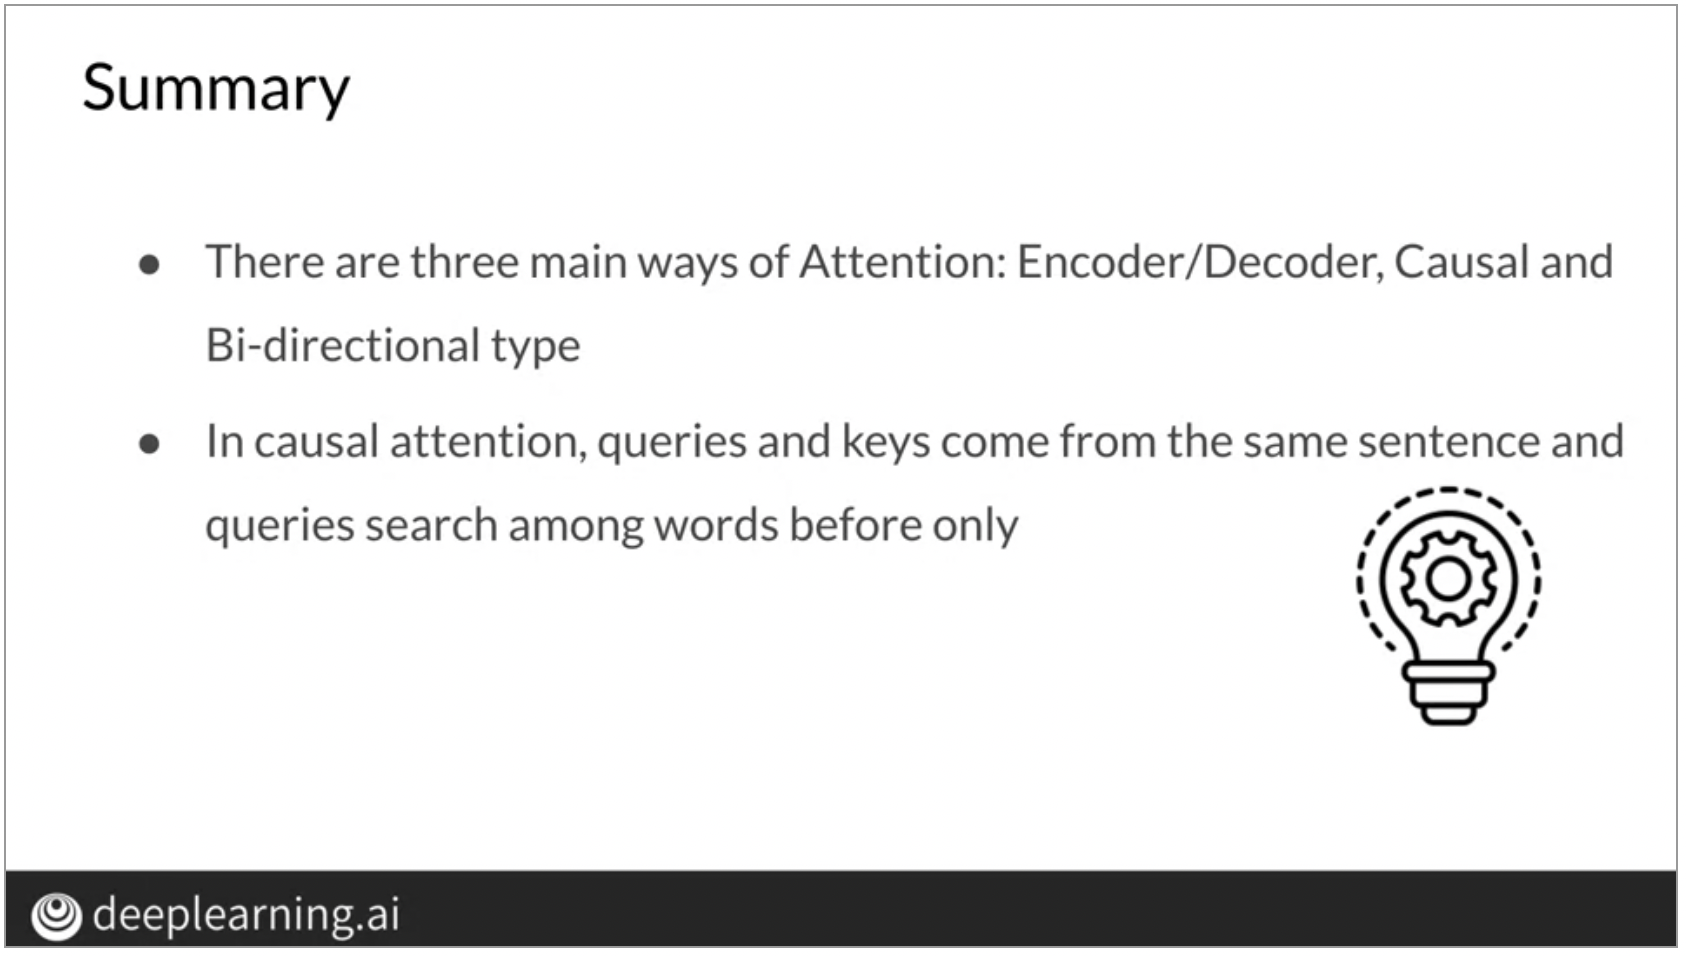 Summary
● There are three main ways of Attention: Encoder/Decoder, Causal and
Bi-directional type
● In causal attention, queries and keys come from the same sentence and
queries search among words before only
deeplearning.ai